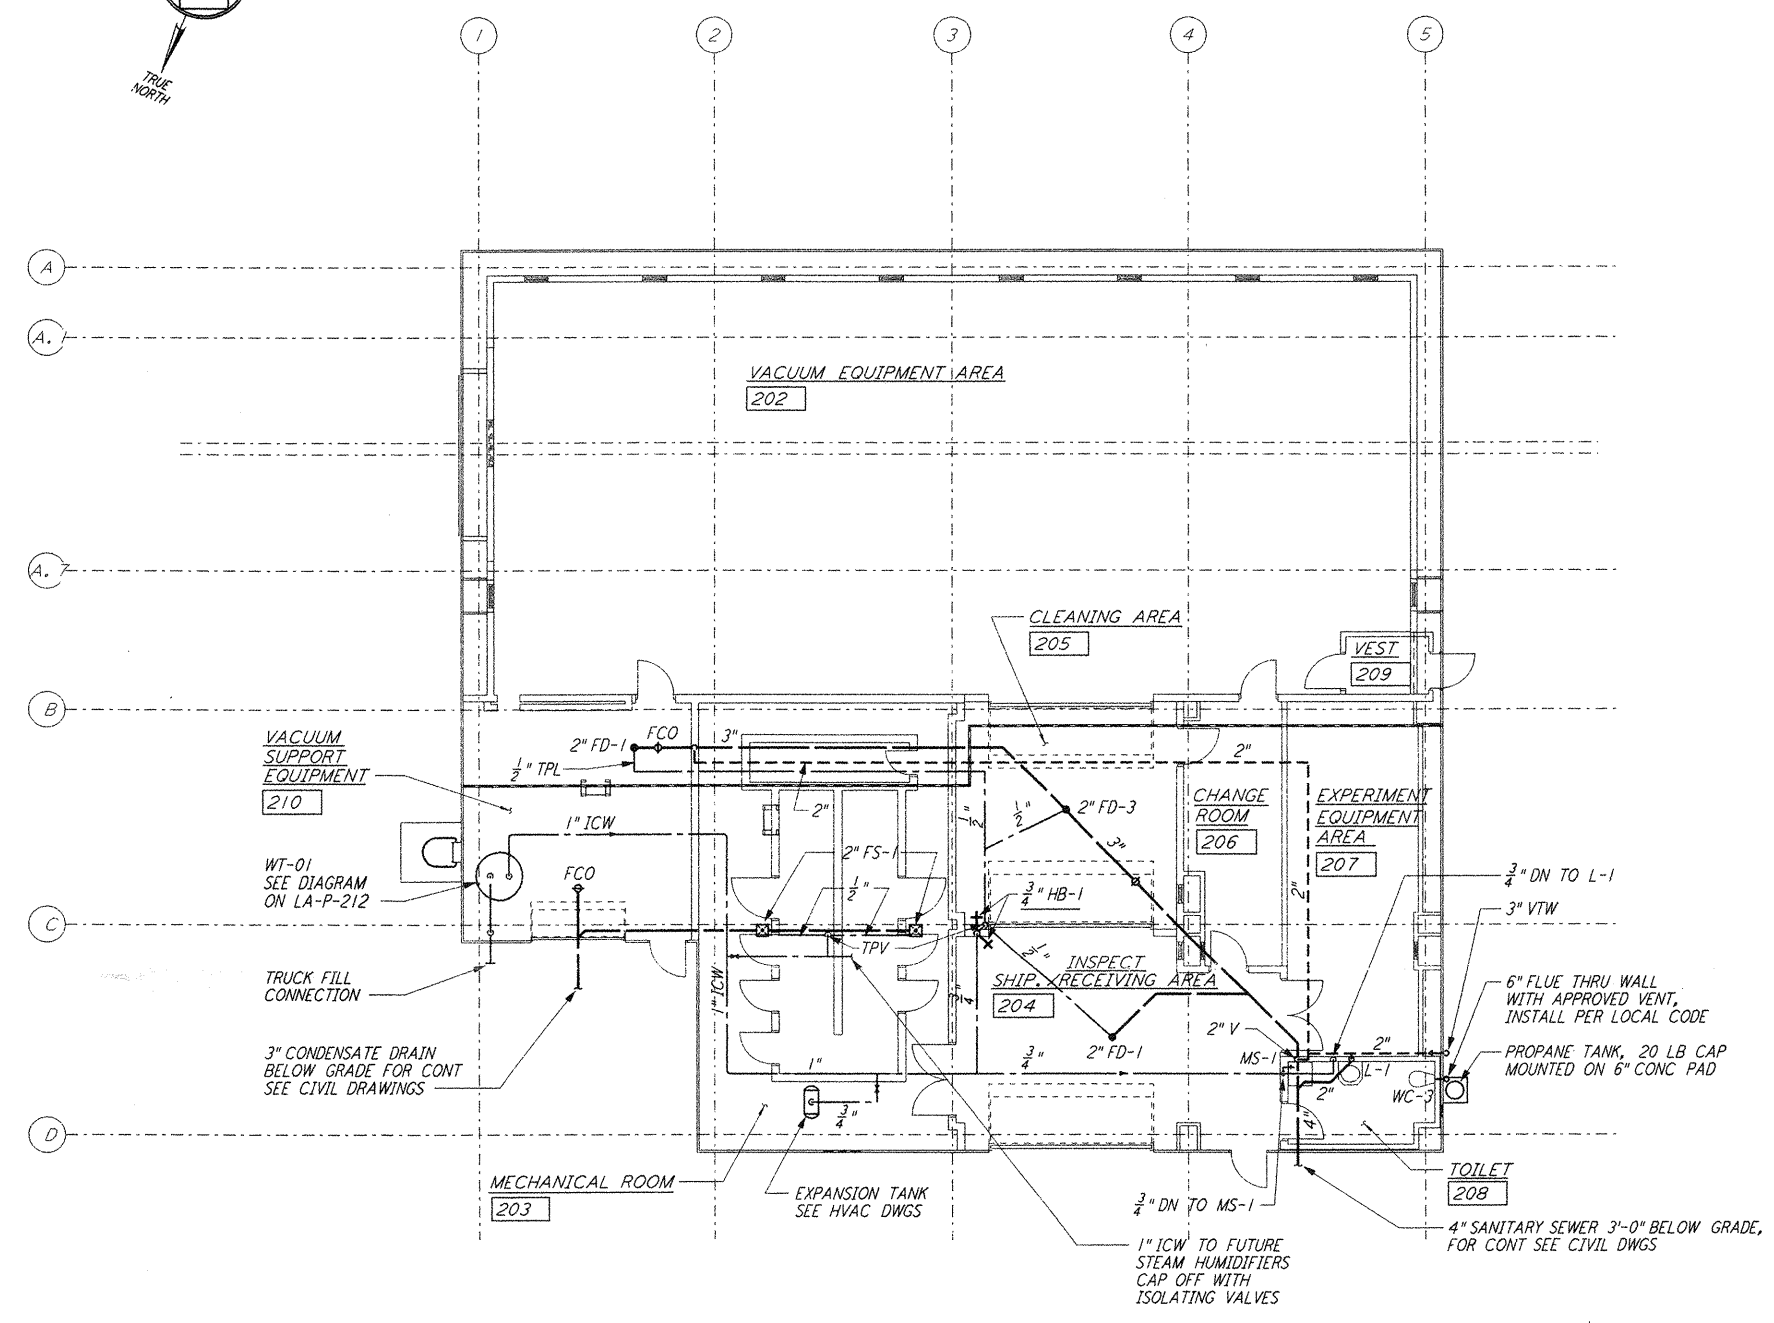 1
2
3
4
5
TRUE
NORTH
A
A.1
VACUUM EQUIPMENT AREA
202
A.7
CLEANING AREA
205
VEST
209
B
VACUUM
SUPPORT
EQUIPMENT
210
2" FD-1
FCO
3"
2"
1/2" TPL
2"
1" ICW
1/2"
1/2"
2" FD-3
3"
CHANGE
ROOM
206
EXPERIMENT
EQUIPMENT
AREA
207
2" FS-1
1/2"
WT-01
SEE DIAGRAM
ON LA-P-212
FCO
3/4" HB-1
2"
3/4" DN TO L-1
3" VTW
C
TPV
TRUCK FILL
CONNECTION
1" ICW
1/2"
3/4"
INSPECT
SHIP./RECEIVING AREA
204
6" FLUE THRU WALL
WITH APPROVED VENT,
INSTALL PER LOCAL CODE
3" CONDENSATE DRAIN
BELOW GRADE FOR CONT
SEE CIVIL DRAWINGS
1"
3/4"
2" FD-1
2" V
MS-1
2"
L-1
2"
WC-3
4"
PROPANE TANK, 20 LB CAP
MOUNTED ON 6" CONC PAD
3/4"
D
MECHANICAL ROOM
203
EXPANSION TANK
SEE HVAC DWGS
3/4" DN TO MS-1
TOILET
208
1" ICW TO FUTURE
STEAM HUMIDIFIERS
CAP OFF WITH
ISOLATING VALVES
4" SANITARY SEWER 3'-0" BELOW GRADE,
FOR CONT SEE CIVIL DWGS